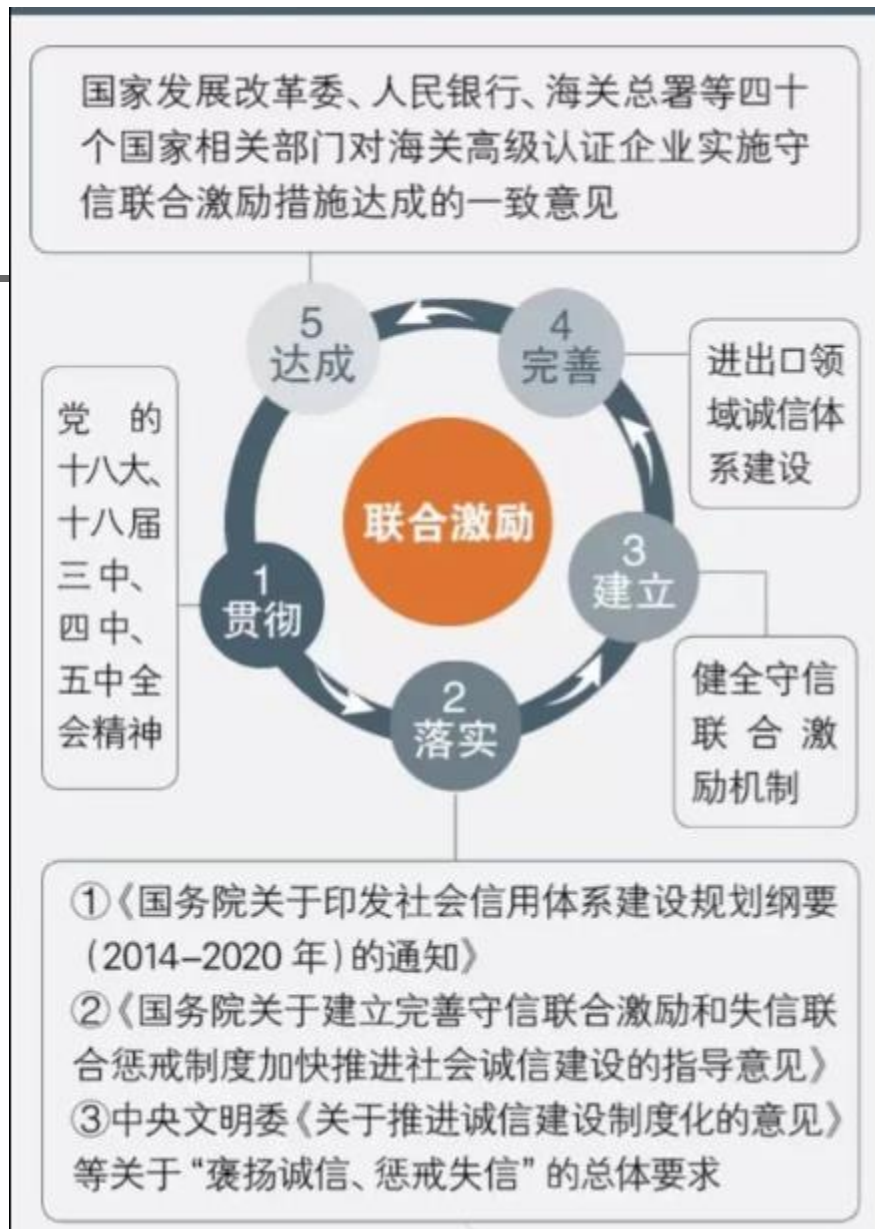 国家发展改革委、人民银行、海关总署等四十
个国家相关部门对海关高级认证企业实施守
信联合激励措施达成的一致意见
5
达成
4
完善
进出口领
域诚信体
系建设
党的
十八大、
十八届
三中、
四中、
五中全
会精神
联合激励
1
贯彻
3
建立
2
落实
健全守信
联合激
励机制
①《国务院关于印发社会信用体系建设规划纲要
(2014–2020 年)的通知》
②《国务院关于建立完善守信联合激励和失信联
合惩戒制度加快推进社会诚信建设的指导意见》
③中央文明委《关于推进诚信建设制度化的意见》
等关于“褒扬诚信、惩戒失信”的总体要求